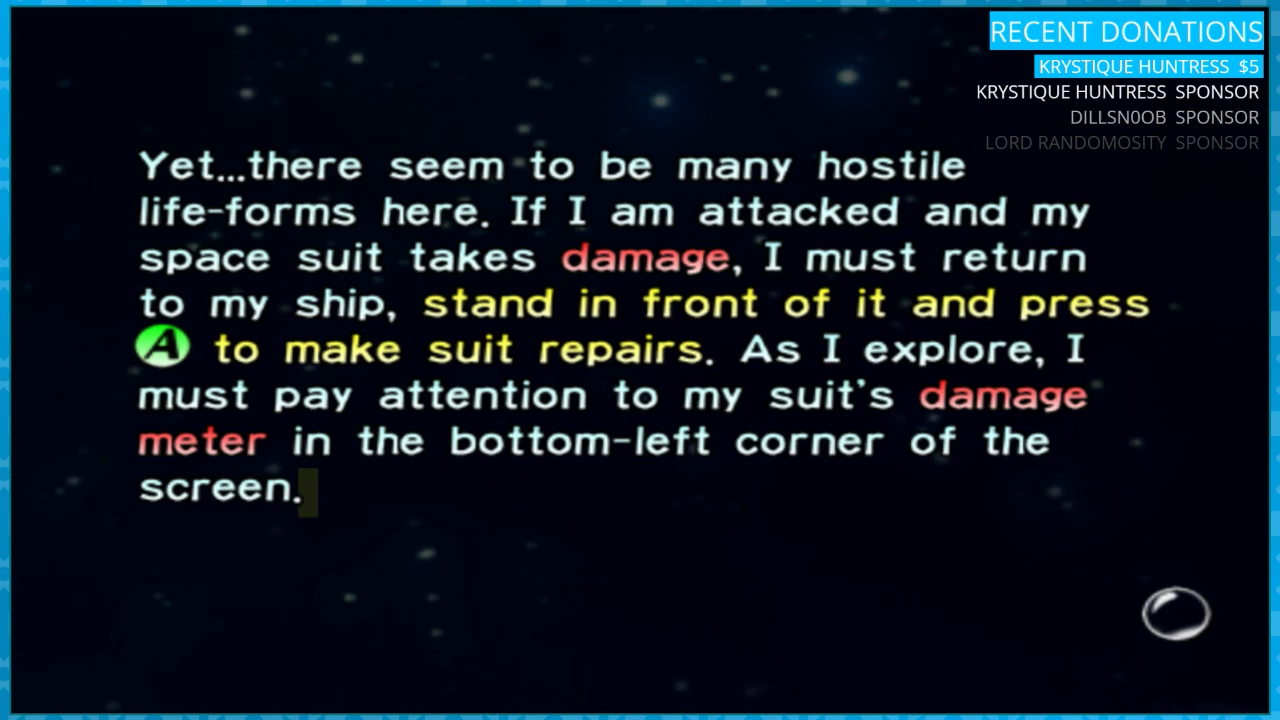 RECENT DONATIONS
KRYSTIQUE HUNTRESS $5
KRYSTIQUE HUNTRESS SPONSOR
DILLSN0OB SPONSOR
LORD RANDOMOSITY SPONSOR
Yet...there seem to be many hostile
life-forms here. If I am attacked and my
space suit takes damage, I must return
to my ship, stand in front of it and press
A to make suit repairs. As I explore, I
must pay attention to my suit's damage
meter in the bottom-left corner of the
screen.